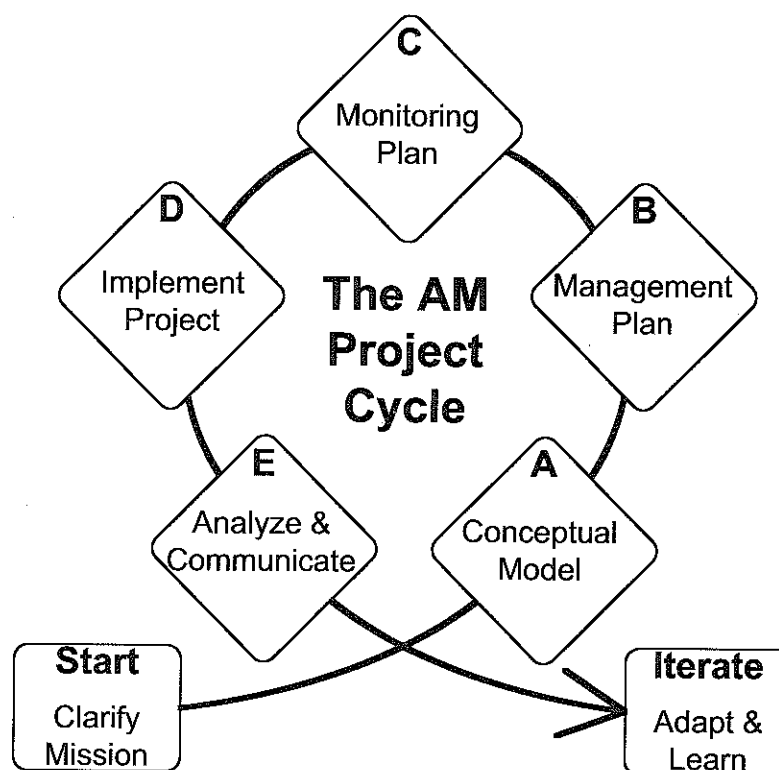 C
Monitoring
Plan
D
Implement
Project
B
Management
Plan
The AM
Project
Cycle
E
Analyze &
Communicate
A
Conceptual
Model
Start
Clarify
Mission
Iterate
Adapt &
Learn